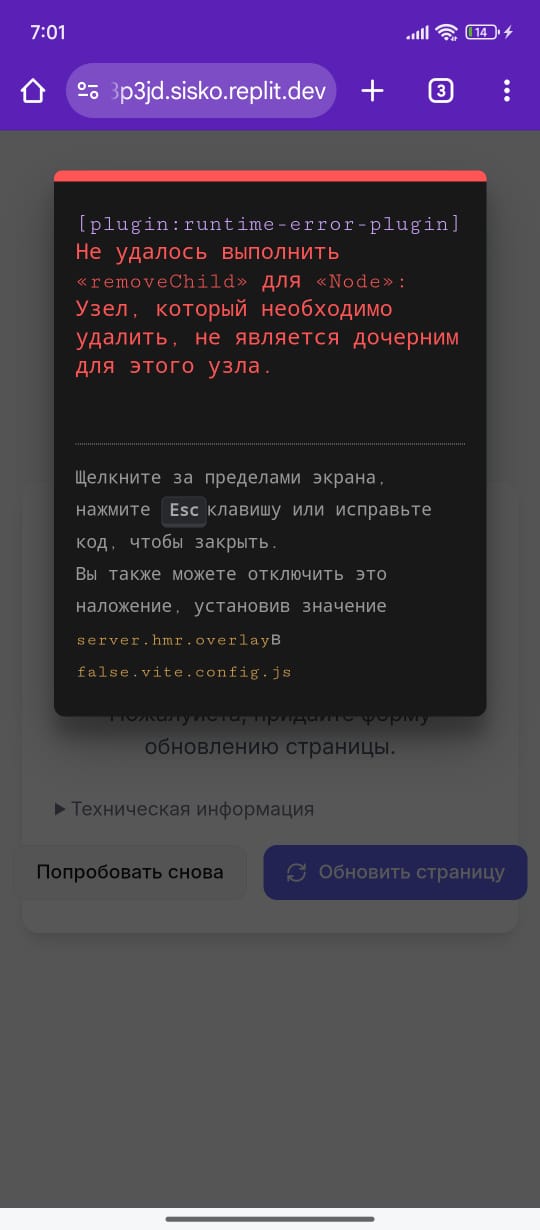 7:01
14
3p3jd.sisko.replit.dev
3
[plugin:runtime-error-plugin]
Не удалось выполнить
«removeChild» для «Node»:
Узел, который необходимо
удалить, не является дочерним
для этого узла.
Щелкните за пределами экрана,
нажмите Esc клавишу или исправьте
код, чтобы закрыть.
Вы также можете отключить это
наложение, установив значение
server.hmr.overlayв
false.vite.config.js
Пожалуйста, придайте форму
обновлению страницы.
Техническая информация
Попробовать снова
Обновить страницу